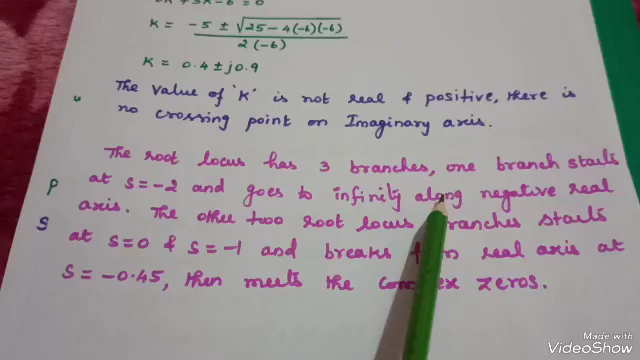 +5K-6=0
K = -5 ± √25-4(-6)(-6)
2(-6)
K = 0.4 ± j0.9
The value of 'K' is not real & positive, there is
no crossing point on Imaginary axis.
The root locus has 3 branches, one branch starts
at s=-2 and goes to infinity along negative real
axis. The other two root locus branches starts
at s=0 & s=-1 and breaks from real axis at
s=-0.45, then meets the complex zeros.
P
S
Made with
VideoShow